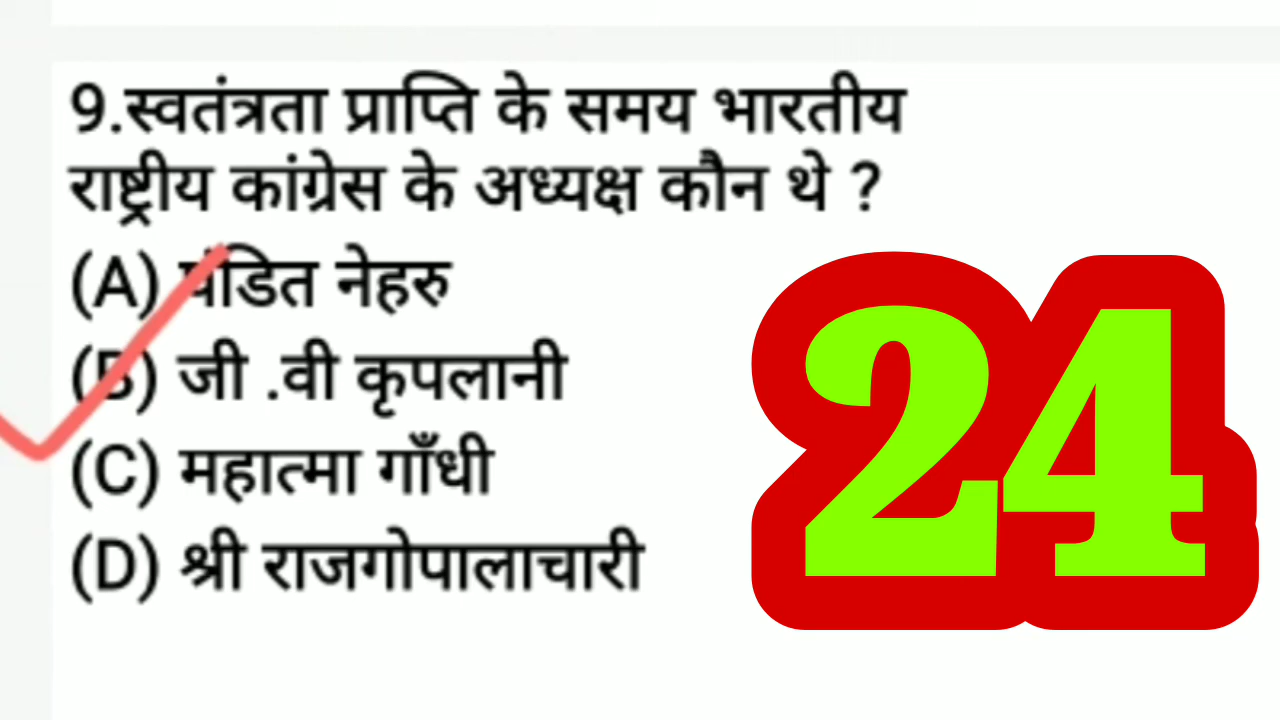 9.स्वतंत्रता प्राप्ति के समय भारतीय
राष्ट्रीय कांग्रेस के अध्यक्ष कौन थे ?
(A) पंडित नेहरु
(B) जी .वी कृपलानी
(C) महात्मा गाँधी
(D) श्री राजगोपालाचारी
24